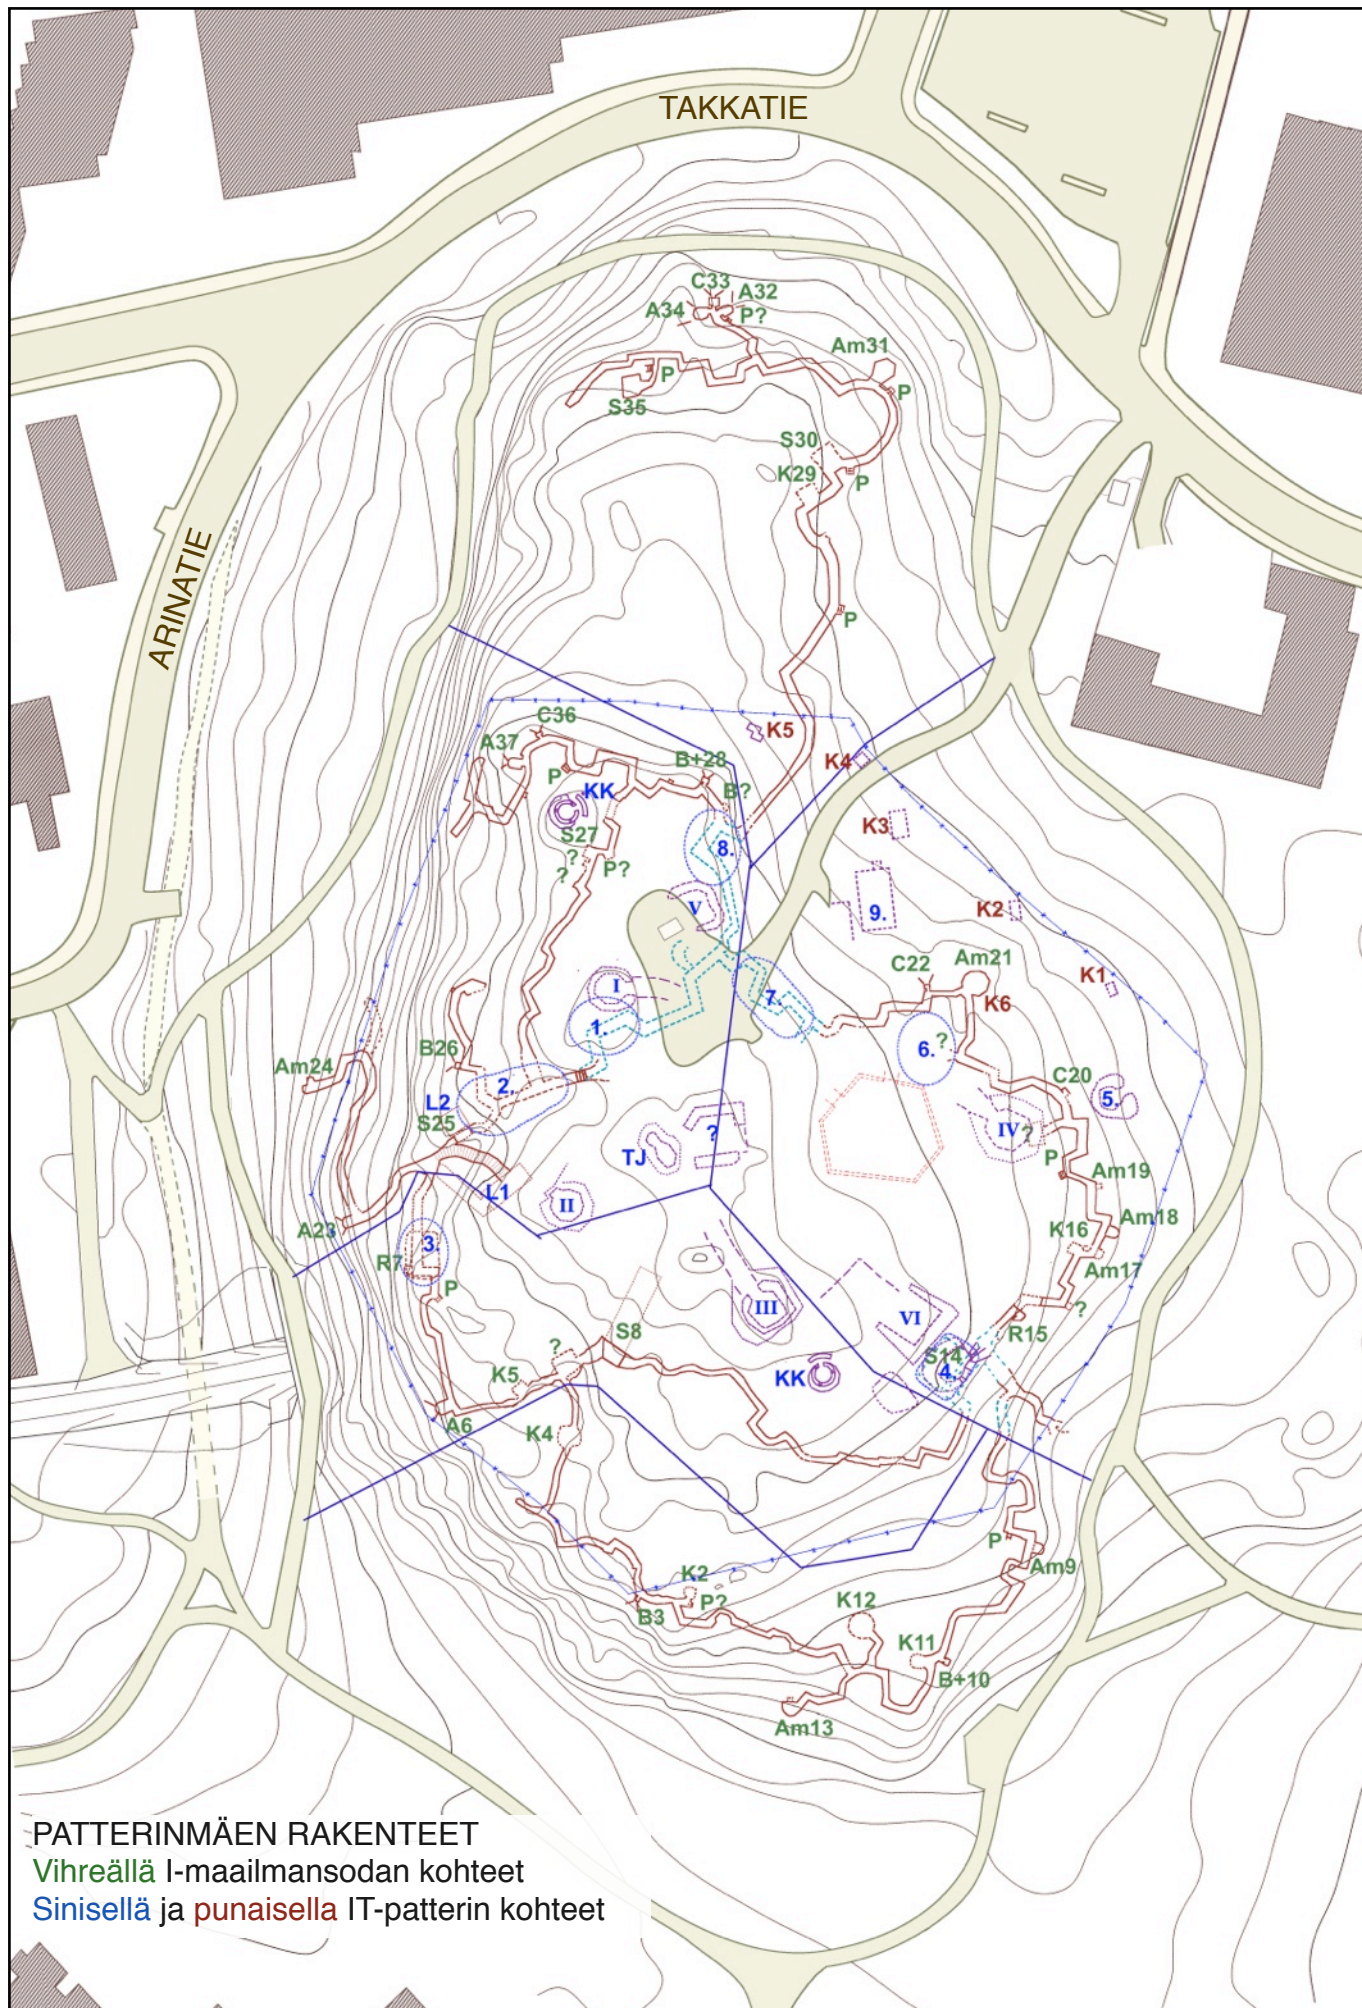 TAKKATIE
C33
A32
A34
P?
Am31
P
P
S35
S30
K29
P
ARINATIE
P
C36
K5
A37
B+28
K4
P
KK
B?
S27
K3
?
8.
P?
?
V
9.
K2
C22
Am21
I
K1
7.
K6
1.
?
6.
B26
Am24
C20
2.
5.
L2
S25
?
IV
?
TJ
P
Am19
L1
II
Am18
A23
K16
3.
R7
Am17
P
III
?
VI
R15
S8
?
S14
K5
KK
4.
A6
K4
P
Am9
K2
P?
B3
K12
K11
B+10
Am13
PATTERINMÄEN RAKENTEET
Vihreällä I-maailmansodan kohteet
Sinisellä ja punaisella IT-patterin kohteet